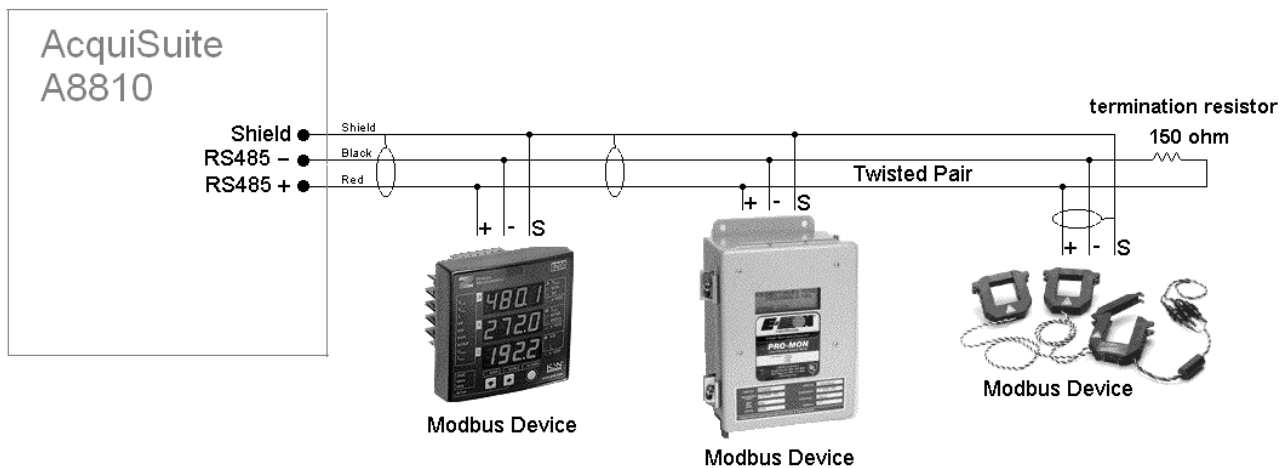 AcquiSuite
A8810
termination resistor
150 ohm
Shield
Shield
RS485 –
Black
RS485 +
Red
Twisted Pair
+ - S
+ - S
+ - S
480.1
272.0
192.2
PRO-MON
Modbus Device
Modbus Device
Modbus Device